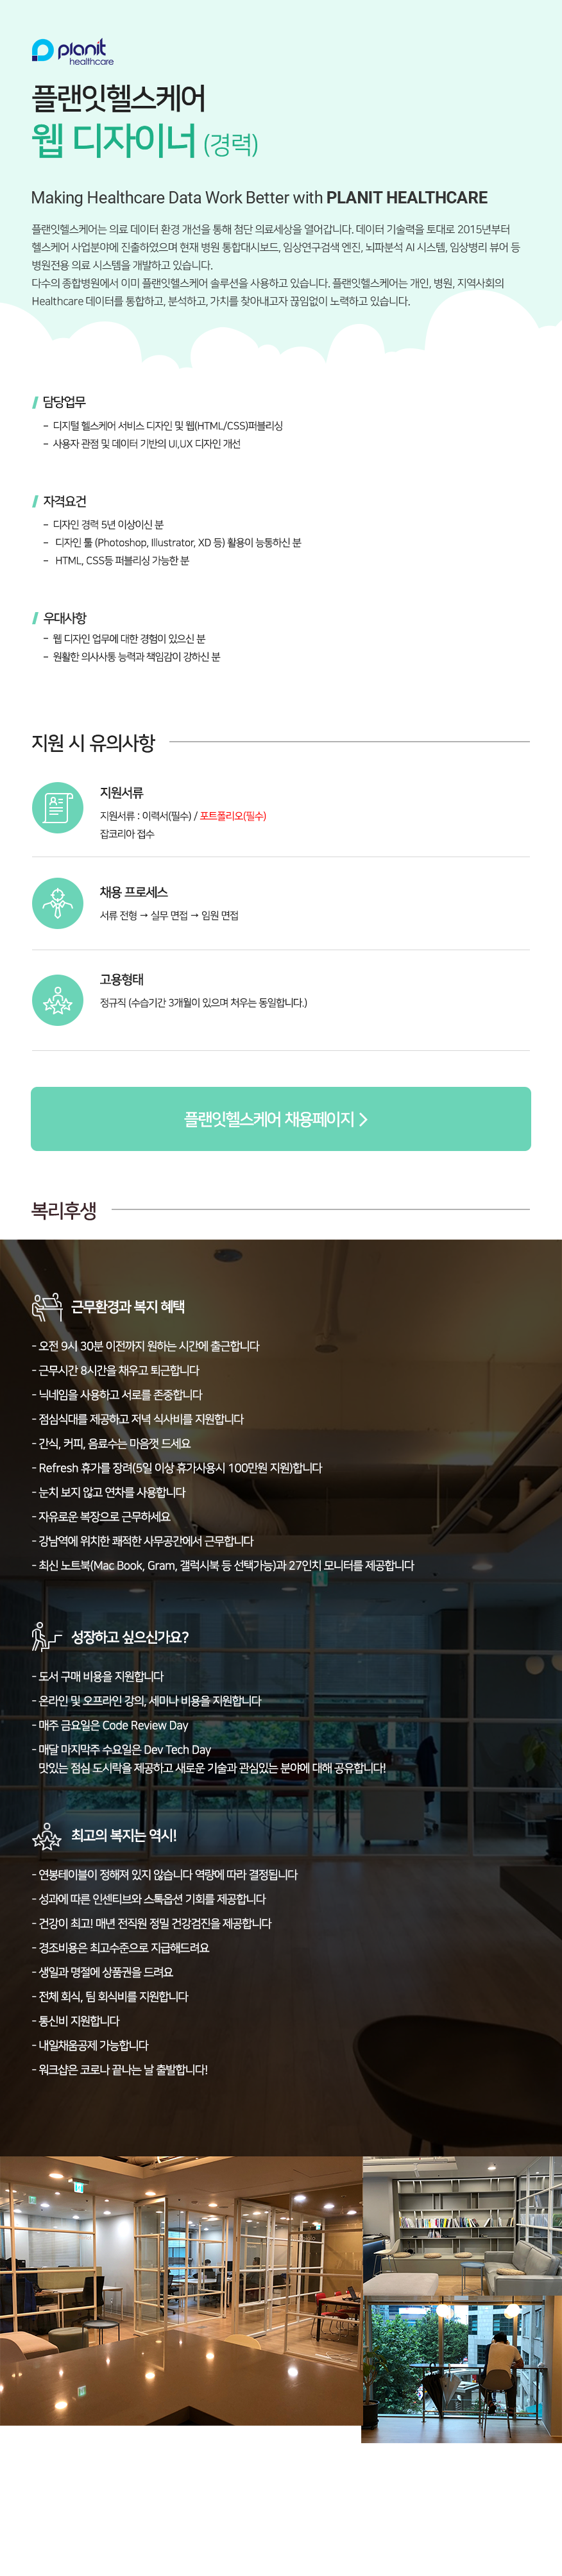 planit
healthcare
플랜잇헬스케어
웹 디자이너 (경력)
Making Healthcare Data Work Better with PLANIT HEALTHCARE
플랜잇헬스케어는 의료 데이터 환경 개선을 통해 첨단 의료세상을 열어갑니다. 데이터 기술력을 토대로 2015년부터
헬스케어 사업분야에 진출하였으며 현재 병원 통합대시보드, 임상연구검색 엔진, 뇌파분석 AI 시스템, 임상병리 뷰어 등
병원전용 의료 시스템을 개발하고 있습니다.
다수의 종합병원에서 이미 플랜잇헬스케어 솔루션을 사용하고 있습니다. 플랜잇헬스케어는 개인, 병원, 지역사회의
Healthcare 데이터를 통합하고, 분석하고, 가치를 찾아내고자 끊임없이 노력하고 있습니다.
담당업무
- 디지털 헬스케어 서비스 디자인 및 웹(HTML/CSS)퍼블리싱
- 사용자 관점 및 데이터 기반의 UI,UX 디자인 개선
자격요건
- 디자인 경력 5년 이상이신 분
- 디자인 툴 (Photoshop, Illustrator, XD 등) 활용이 능통하신 분
- HTML, CSS등 퍼블리싱 가능한 분
우대사항
- 웹 디자인 업무에 대한 경험이 있으신 분
- 원활한 의사사통 능력과 책임감이 강하신 분
지원 시 유의사항
지원서류
지원서류 : 이력서(필수) / 포트폴리오(필수)
잡코리아 접수
채용 프로세스
서류 전형 → 실무 면접 → 임원 면접
고용형태
정규직 (수습기간 3개월이 있으며 처우는 동일합니다.)
플랜잇헬스케어 채용페이지 >
복리후생
근무환경과 복지 혜택
- 오전 9시 30분 이전까지 원하는 시간에 출근합니다
- 근무시간 8시간을 채우고 퇴근합니다
- 닉네임을 사용하고 서로를 존중합니다
- 점심식대를 제공하고 저녁 식사비를 지원합니다
- 간식, 커피, 음료수는 마음껏 드세요
- Refresh 휴가를 장려(5일 이상 휴가사용시 100만원 지원)합니다
- 눈치 보지 않고 연차를 사용합니다
- 자유로운 복장으로 근무하세요
- 강남역에 위치한 쾌적한 사무공간에서 근무합니다
- 최신 노트북(Mac Book, Gram, 갤럭시북 등 선택가능)과 27인치 모니터를 제공합니다
성장하고 싶으신가요?
- 도서 구매 비용을 지원합니다
- 온라인 및 오프라인 강의, 세미나 비용을 지원합니다
- 매주 금요일은 Code Review Day
- 매달 마지막주 수요일은 Dev Tech Day
맛있는 점심 도시락을 제공하고 새로운 기술과 관심있는 분야에 대해 공유합니다!
최고의 복지는 역시!
- 연봉테이블이 정해져 있지 않습니다 역량에 따라 결정됩니다
- 성과에 따른 인센티브와 스톡옵션 기회를 제공합니다
- 건강이 최고! 매년 전직원 정밀 건강검진을 제공합니다
- 경조비용은 최고수준으로 지급해드려요
- 생일과 명절에 상품권을 드려요
- 전체 회식, 팀 회식비를 지원합니다
- 통신비 지원합니다
- 내일채움공제 가능합니다
- 워크샵은 코로나 끝나는 날 출발합니다!